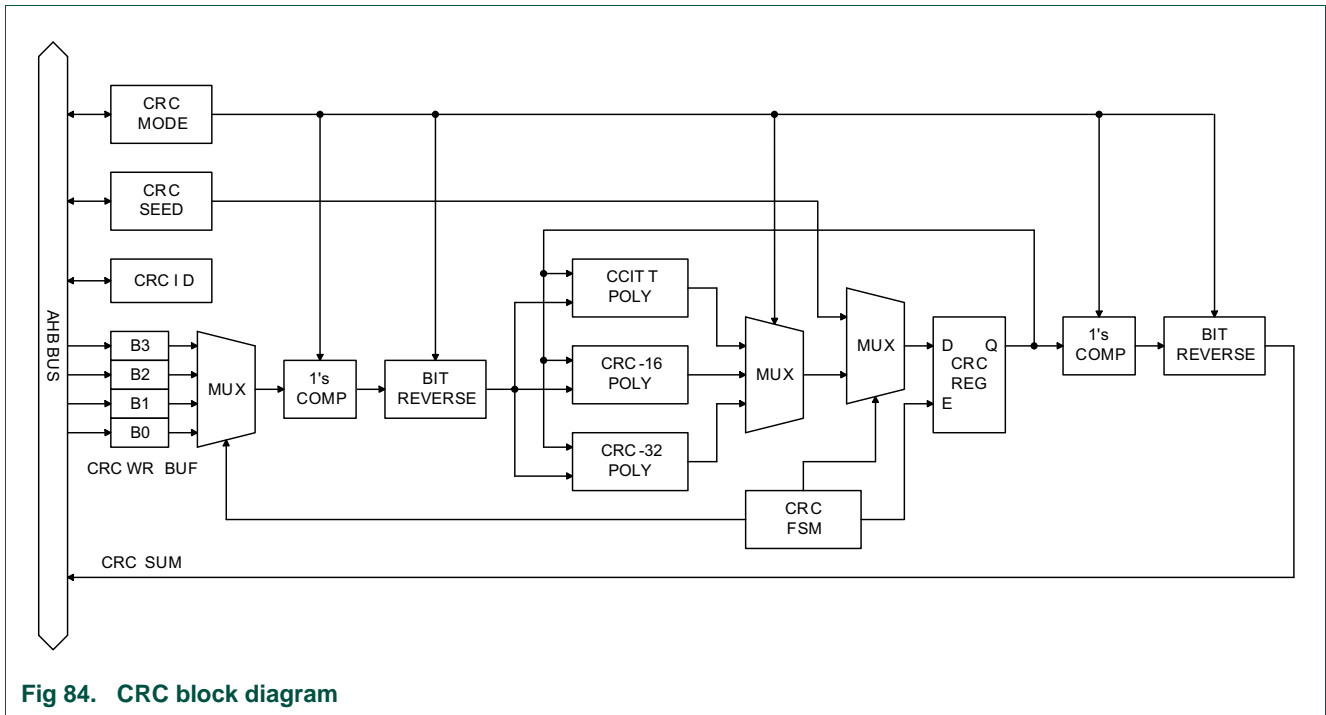 CRC
MODE
CRC
SEED
CRC ID
AHB BUS
B3
B2
B1
B0
MUX
CRC WR BUF
1's
COMP
BIT
REVERSE
CCITT
POLY
CRC-16
POLY
CRC-32
POLY
MUX
MUX
D Q
CRC
REG
E
CRC
FSM
1's
COMP
BIT
REVERSE
CRC SUM
Fig 84. CRC block diagram